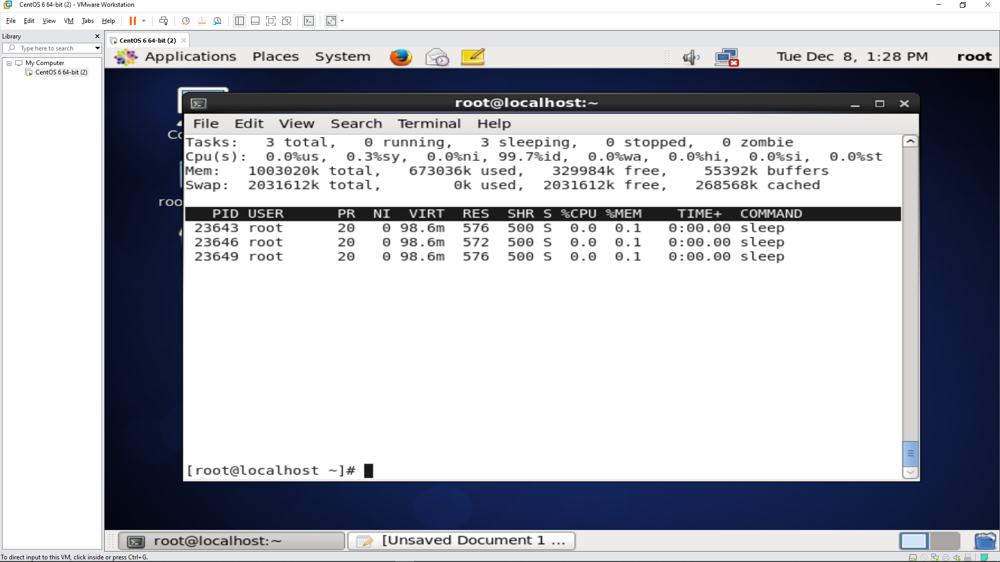 CentOS 6 64-bit (2) - VMware Workstation
File Edit View VM Tabs Help
Library
Type here to search
My Computer
CentOS 6 64-bit (2)
CentOS 6 64-bit (2)
Applications Places System Tue Dec 8, 1:28 PM root
Co
roo
root@localhost:~
File Edit View Search Terminal Help
Tasks: 3 total, 0 running, 3 sleeping, 0 stopped, 0 zombie
Cpu(s): 0.0%us, 0.3%sy, 0.0%ni, 99.7%id, 0.0%wa, 0.0%hi, 0.0%si, 0.0%st
Mem: 1003020k total, 673036k used, 329984k free, 55392k buffers
Swap: 2031612k total, 0k used, 2031612k free, 268568k cached
PID USER PR NI VIRT RES SHR S %CPU %MEM TIME+ COMMAND
23643 root 20 0 98.6m 576 500 S 0.0 0.1 0:00.00 sleep
23646 root 20 0 98.6m 572 500 S 0.0 0.1 0:00.00 sleep
23649 root 20 0 98.6m 576 500 S 0.0 0.1 0:00.00 sleep
[root@localhost ~]#
root@localhost:~ [Unsaved Document 1 ...
To direct input to this VM, click inside or press Ctrl+G.